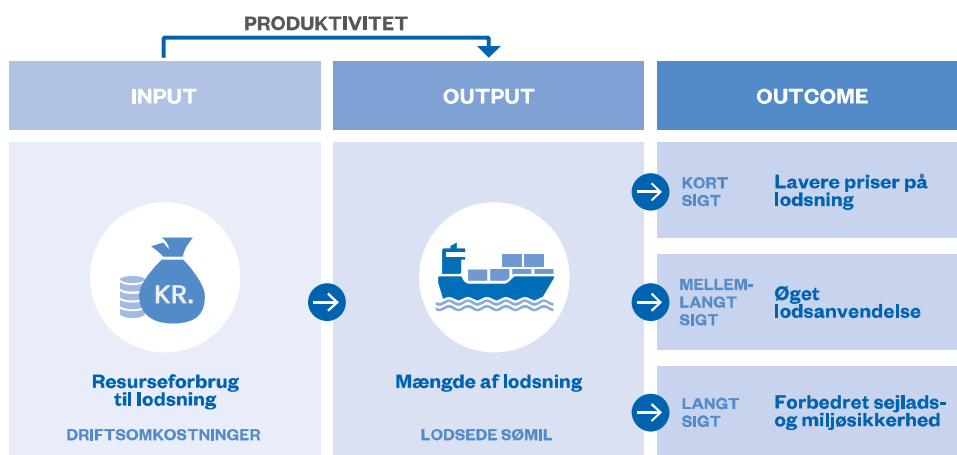 PRODUKTIVITET
INPUT
OUTPUT
OUTCOME
KR.
Resurseforbrug
til lodsning
DRIFTSOMKOSTNINGER
Mængde af lodsning
LODSEDE SØMIL
KORT
SIGT
Lavere priser på
lodsning
MELLEM-
LANGT
SIGT
Øget
lodsanvendelse
LANGT
SIGT
Forbedret sejlads-
og miljøsikkerhed